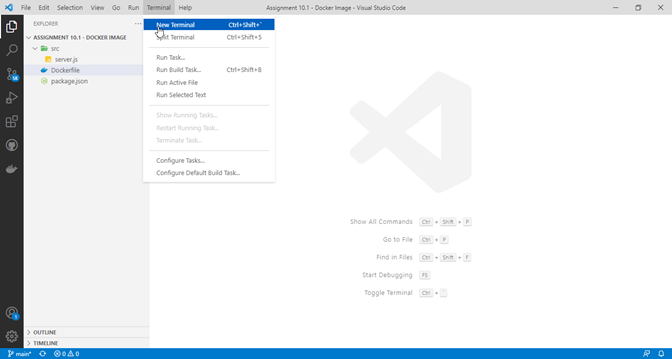 File Edit Selection View Go Run Terminal Help Assignment 10.1 - Docker Image - Visual Studio Code
EXPLORER ...
ASSIGNMENT 10.1 - DOCKER IMAGE
src
server.js
Dockerfile
package.json
New Terminal Ctrl+Shift+`
Split Terminal Ctrl+Shift+5
Run Task...
Run Build Task... Ctrl+Shift+B
Run Active File
Run Selected Text
Show Running Tasks...
Restart Running Task...
Terminate Task...
Configure Tasks...
Configure Default Build Task...
Show All Commands Ctrl + Shift + P
Go to File Ctrl + P
Find in Files Ctrl + Shift + F
Start Debugging F5
Toggle Terminal Ctrl + `
OUTLINE
TIMELINE
1
main* 0 0